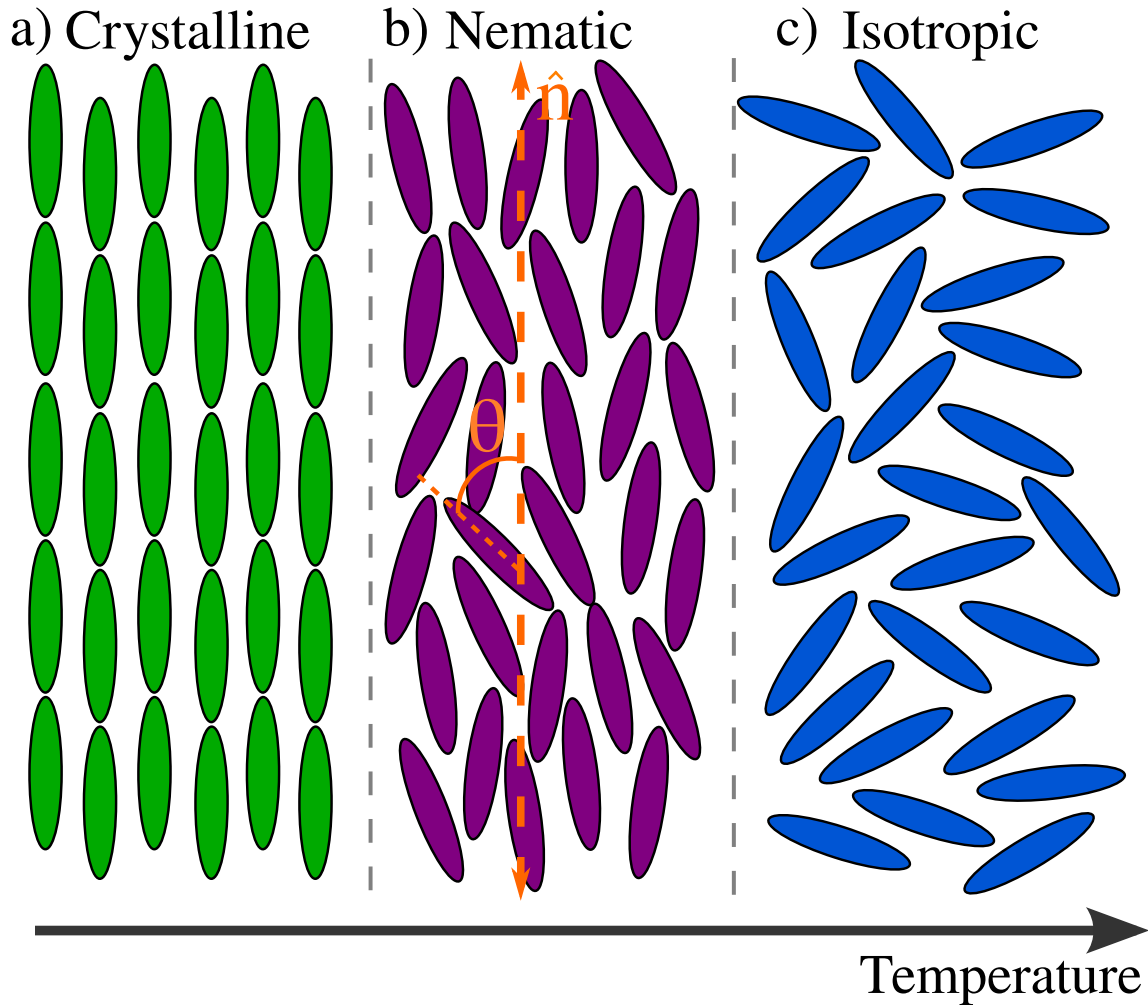 a) Crystalline
b) Nematic
c) Isotropic
n̂
θ
Temperature